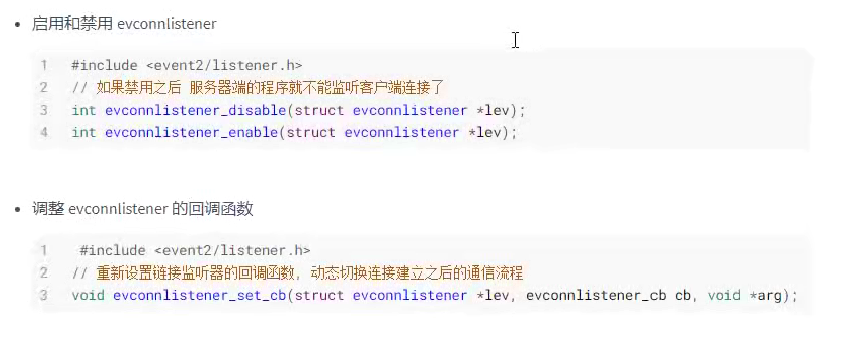 启用和禁用 evconnlistener
1 #include <event2/listener.h>
2 // 如果禁用之后 服务器端的程序就不能监听客户端连接了
3 int evconnlistener_disable(struct evconnlistener *lev);
4 int evconnlistener_enable(struct evconnlistener *lev);
调整 evconnlistener 的回调函数
1 #include <event2/listener.h>
2 // 重新设置链接监听器的回调函数, 动态切换连接建立之后的通信流程
3 void evconnlistener_set_cb(struct evconnlistener *lev, evconnlistener_cb cb, void *arg);